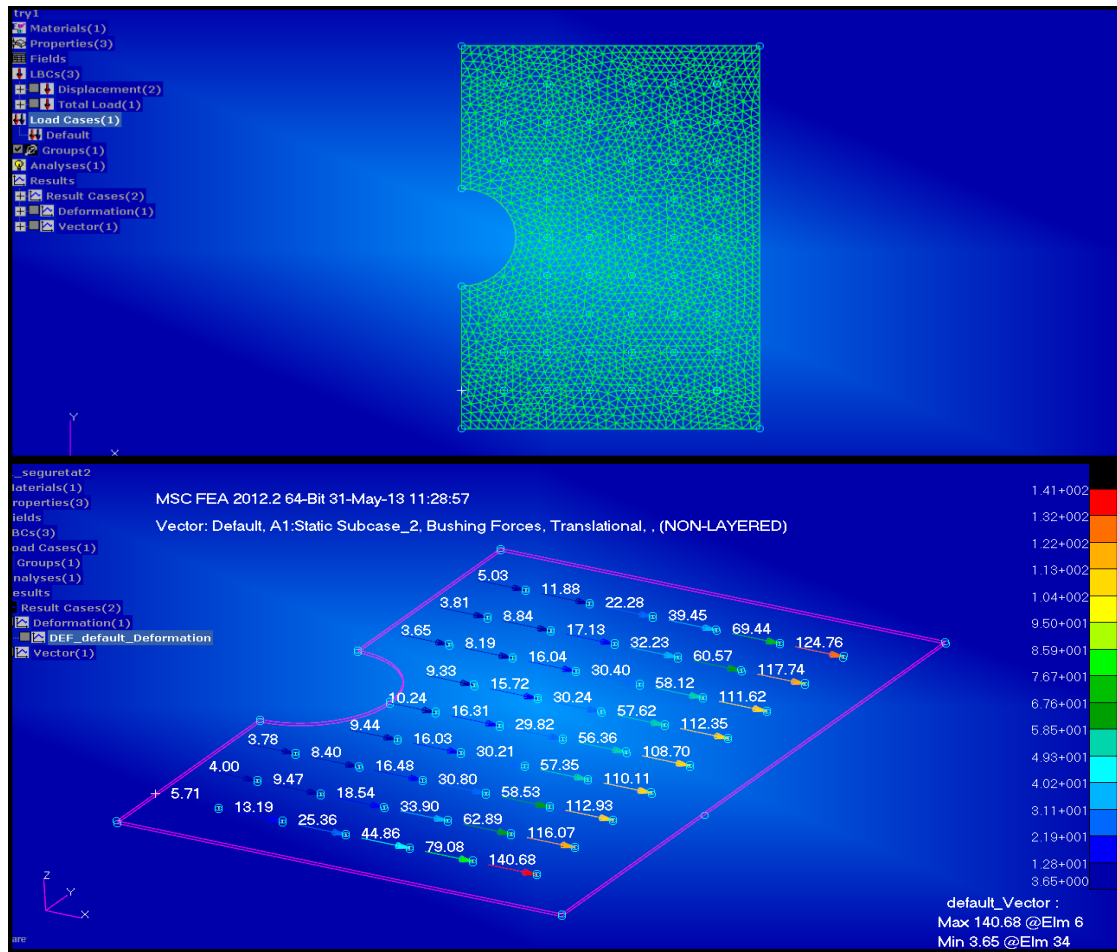 try1
Materials(1)
Properties(3)
Fields
LBCs(3)
Displacement(2)
Total Load(1)
Load Cases(1)
Default
Groups(1)
Analyses(1)
Results
Result Cases(2)
Deformation(1)
Vector(1)
Y
X
_seguretat2
aterials(1)
roperties(3)
ields
BCs(3)
oad Cases(1)
Groups(1)
nalyses(1)
esults
Result Cases(2)
Deformation(1)
DEF_default_Deformation
Vector(1)
are
MSC FEA 2012.2 64-Bit 31-May-13 11:28:57
Vector: Default, A1:Static Subcase_2, Bushing Forces, Translational, , (NON-LAYERED)
5.03 11.88 22.28 39.45 69.44 124.76
3.81 8.84 17.13 32.23 60.57 117.74
3.65 8.19 16.04 30.40 58.12 111.62
9.33 15.72 30.24 57.62 112.35
10.24 16.31 29.82 56.36 108.70
9.44 16.03 30.21 57.35 110.11
3.78 8.40 16.48 30.80 58.53 112.93
4.00 9.47 18.54 33.90 62.89 116.07
5.71 13.19 25.36 44.86 79.08 140.68
Z
Y
X
1.41+002
1.32+002
1.22+002
1.13+002
1.04+002
9.50+001
8.59+001
7.67+001
6.76+001
5.85+001
4.93+001
4.02+001
3.11+001
2.19+001
1.28+001
3.65+000
default_Vector :
Max 140.68 @Elm 6
Min 3.65 @Elm 34